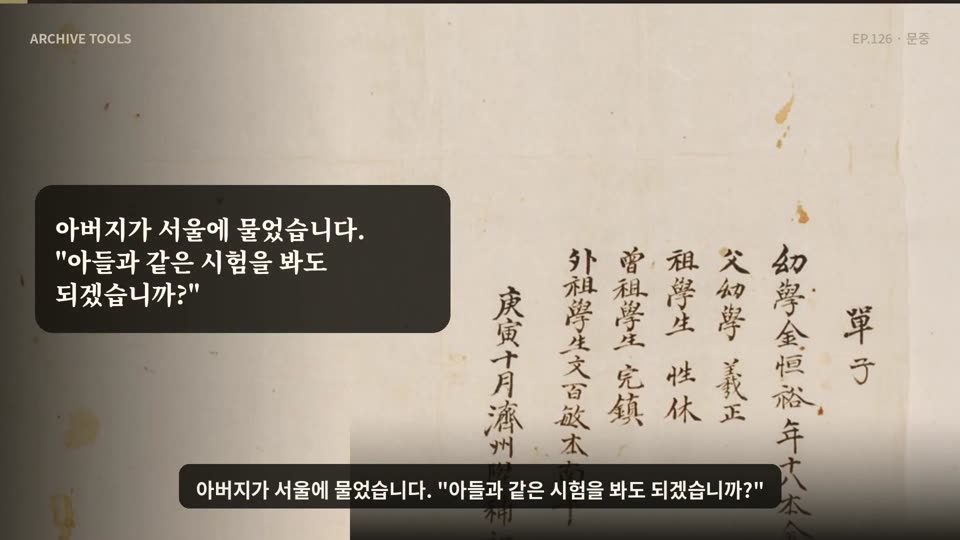 ARCHIVE TOOLS
EP.126 · 문중
아버지가 서울에 물었습니다.
"아들과 같은 시험을 봐도
되겠습니까?"
單子
幼學金恒裕年十八本金
父幼學 義正
祖學生 性休
曾祖學生完鎮
外祖學生文百敏本南平
庚寅十月濟州
아버지가 서울에 물었습니다. "아들과 같은 시험을 봐도 되겠습니까?"